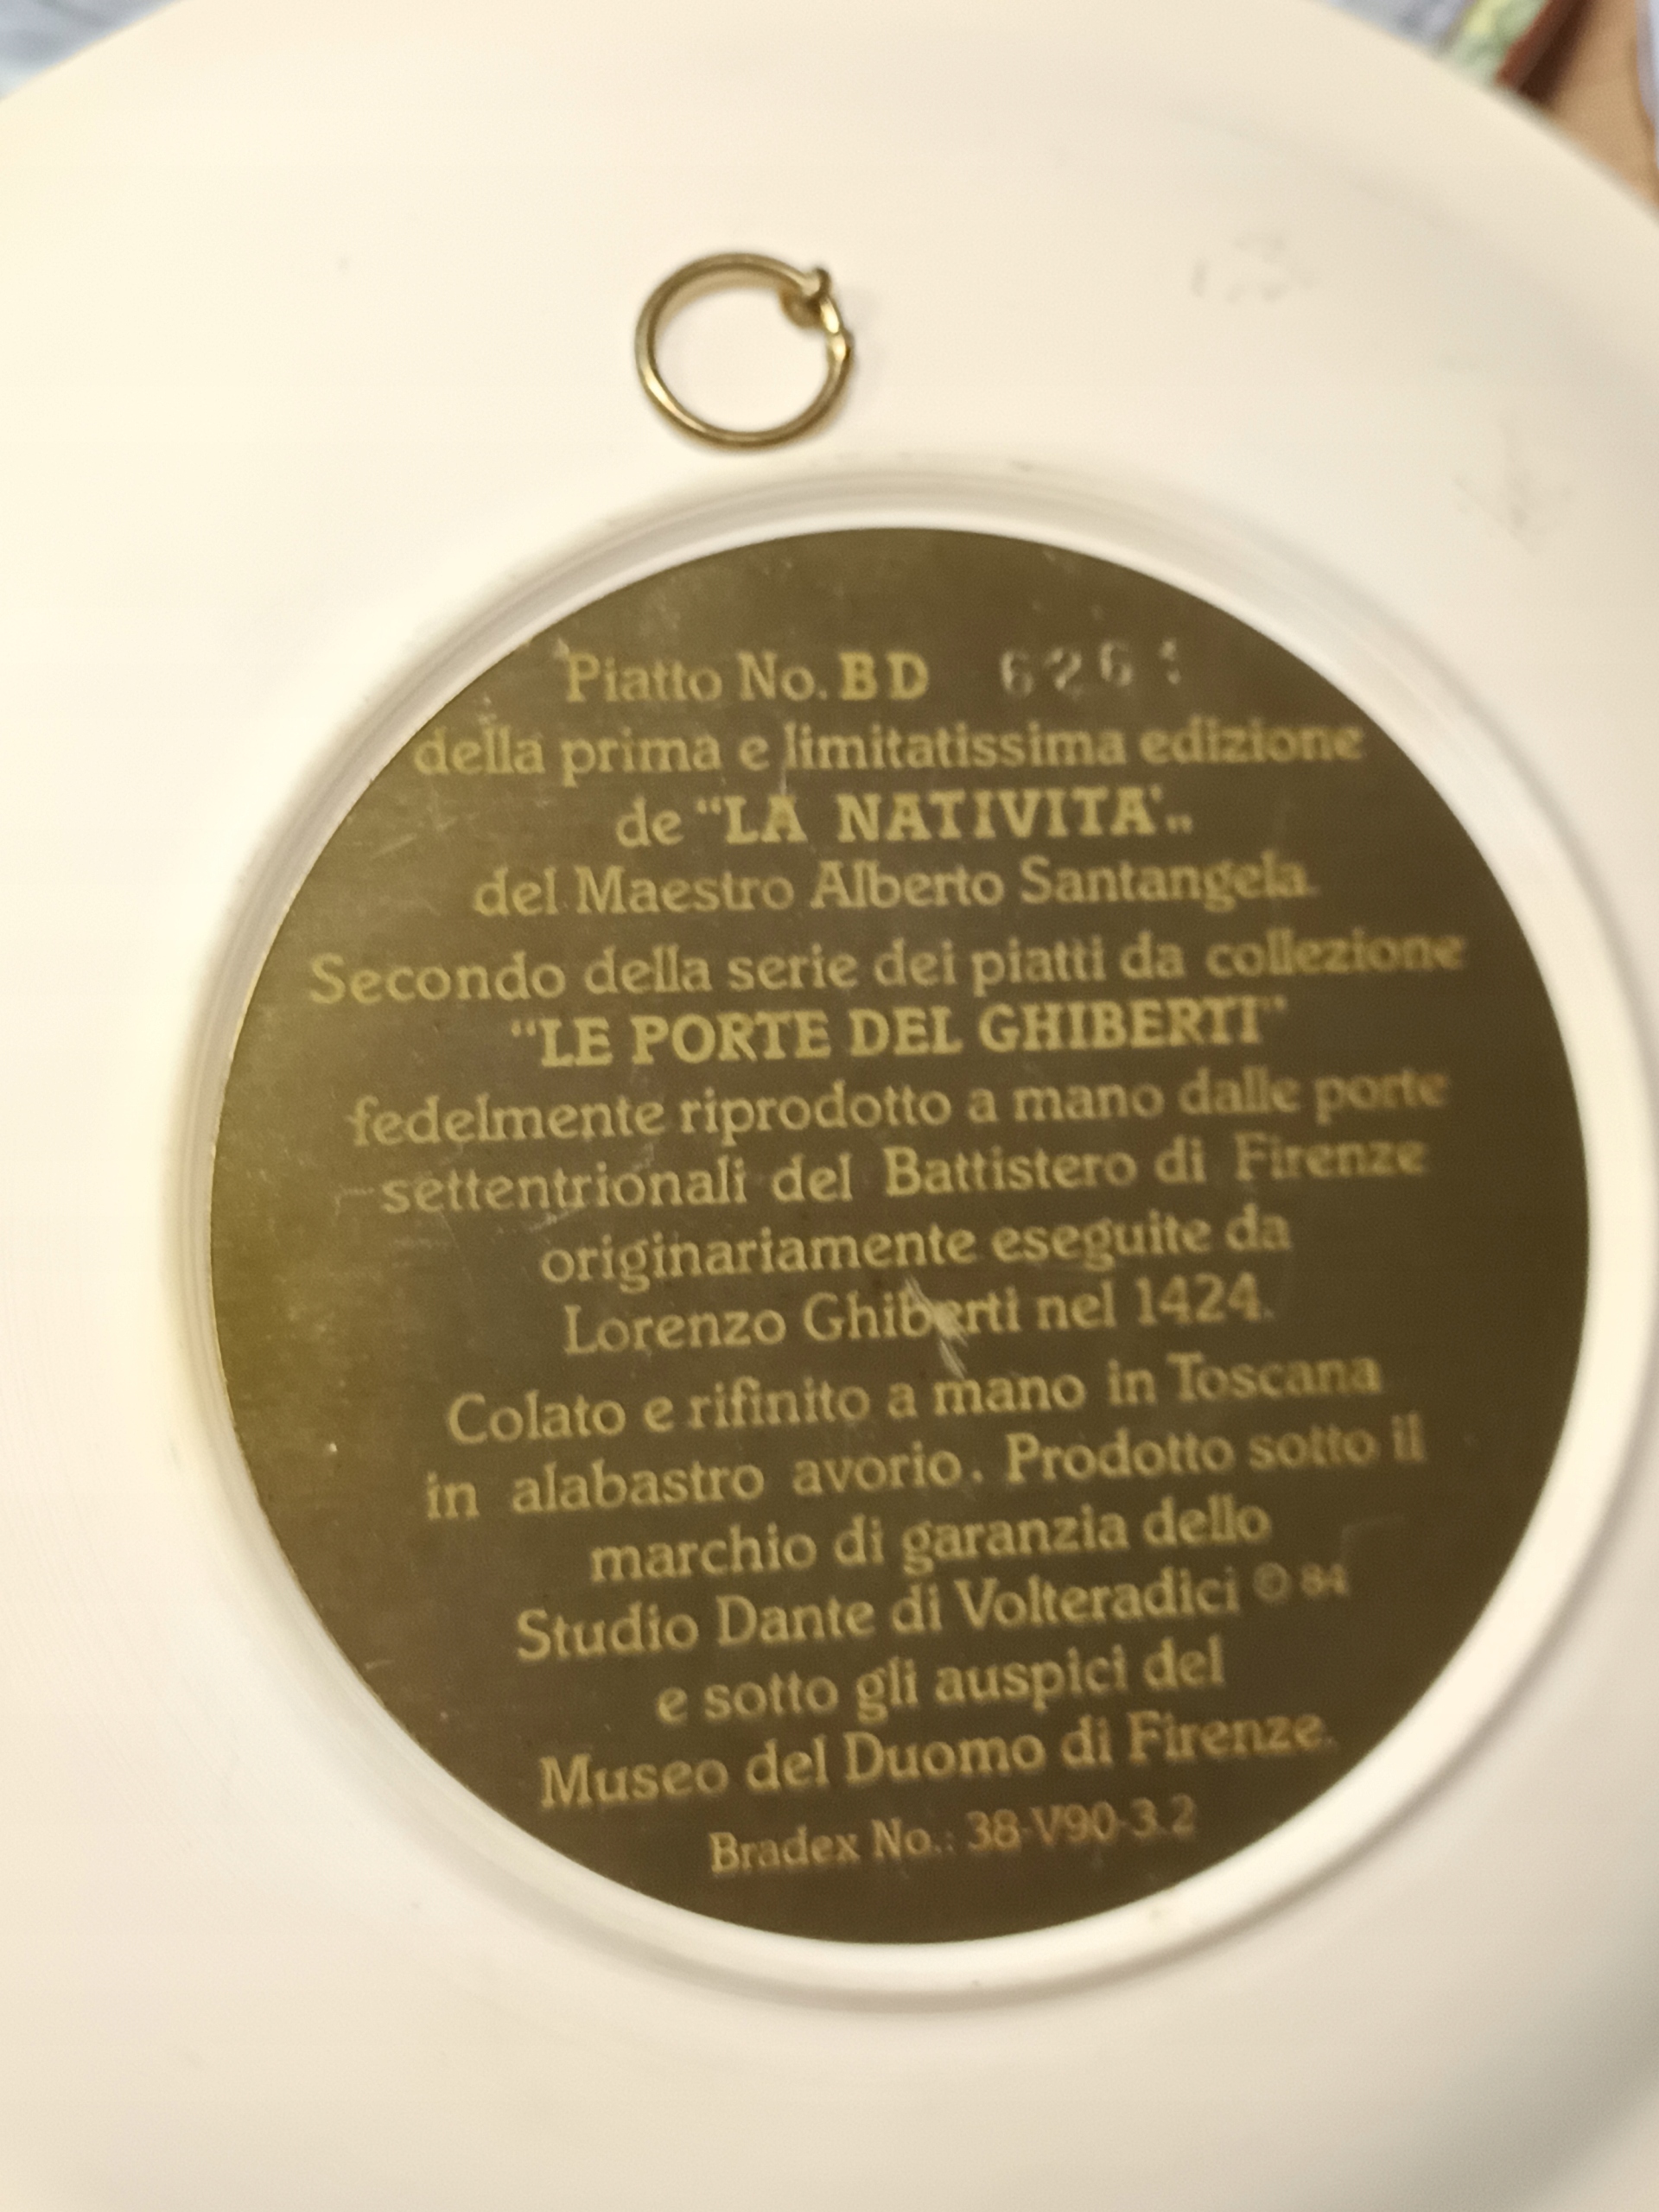 Piatto No. BD 626
della prima e limitatissima edizione
de “LA NATIVITA'„
del Maestro Alberto Santangela.
Secondo della serie dei piatti da collezione
“LE PORTE DEL GHIBERTI”
fedelmente riprodotto a mano dalle porte
settentrionali del Battistero di Firenze
originariamente eseguite da
Lorenzo Ghiberti nel 1424.
Colato e rifinito a mano in Toscana
in alabastro avorio. Prodotto sotto il
marchio di garanzia dello
Studio Dante di Volteradici © 84
e sotto gli auspici del
Museo del Duomo di Firenze.
Bradex No.: 38-V90-3.2